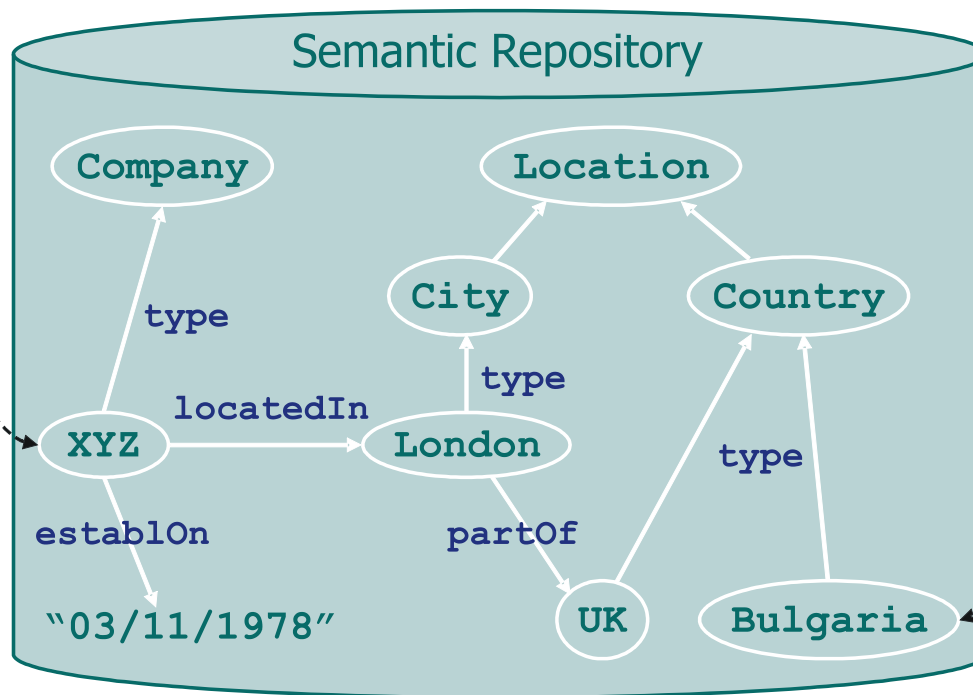 Semantic Repository
Company
Location
City
Country
type
type
locatedIn
XYZ
London
type
establOn
partOf
“03/11/1978”
UK
Bulgaria